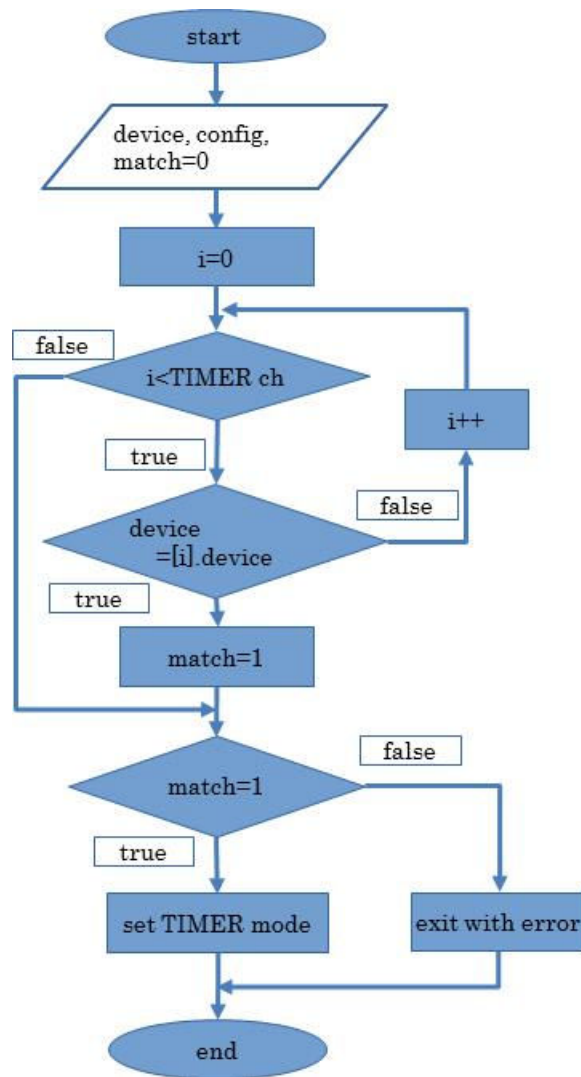 start
device, config,
match=0
i=0
false
i<TIMER ch
i++
true
false
device
=[i].device
true
match=1
false
match=1
true
set TIMER mode
exit with error
end